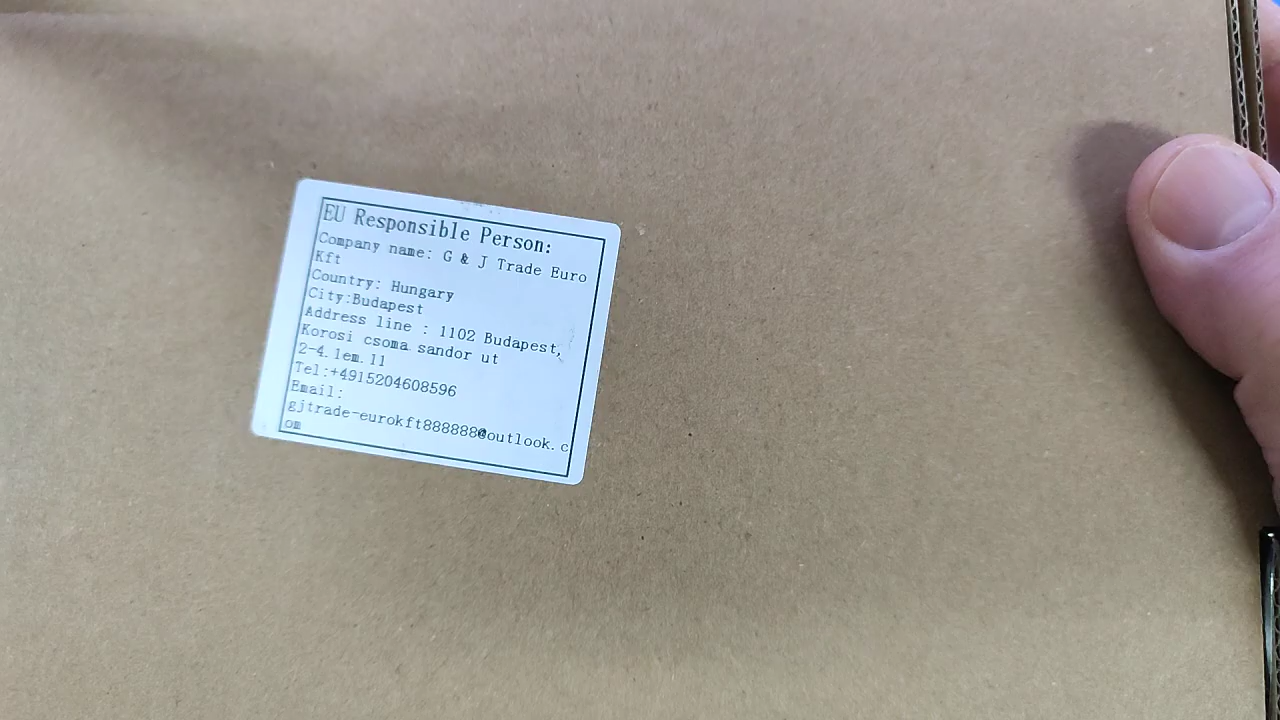 EU Responsible Person:
Company name: G & J Trade Euro
Kft
Country: Hungary
City:Budapest
Address line : 1102 Budapest,
Korosi csoma sandor ut
2-4.1em.11
Tel:+4915204608596
Email:
gjtrade-eurokft888888@outlook.c
om